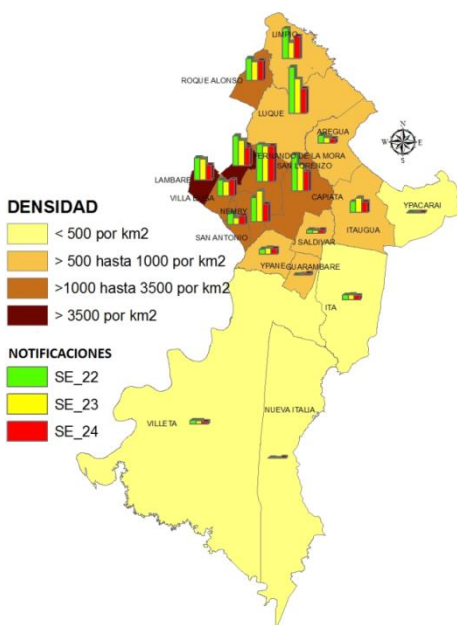 LIMPIO
ROQUE ALONSO
LUQUE
AREGUA
N
W E
S
FERNANDO DE LA MORA
SAN LORENZO
LAMBARE
VILLA ELISA
CAPIATA
YPACARAI
ÑEMBY
ITAUGUA
SAN ANTONIO
J SALDIVAR
YPANE
GUARAMBARE
ITA
DENSIDAD
< 500 por km2
> 500 hasta 1000 por km2
>1000 hasta 3500 por km2
> 3500 por km2
NOTIFICACIONES
SE_22
SE_23
SE_24
VILLETA
NUEVA ITALIA